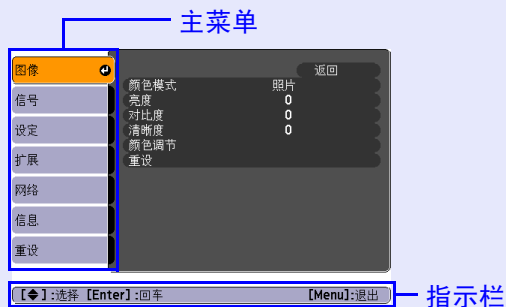 主菜单
图像
信号
设定
扩展
网络
信息
重设
返回
颜色模式 照片
亮度 0
对比度 0
清晰度 0
颜色调节
重设
[◆]:选择 [Enter]:回车 [Menu]:退出
指示栏